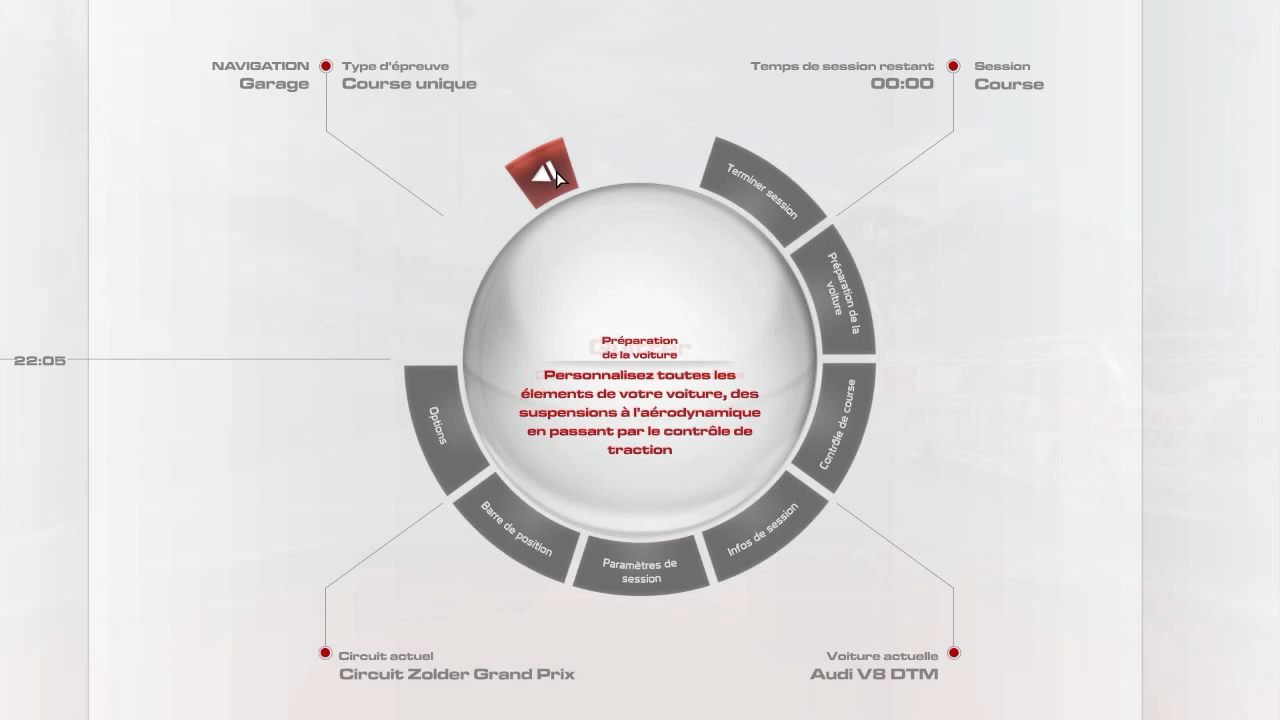 NAVIGATION
Garage
Type d'épreuve
Course unique
Temps de session restant
00:00
Session
Course
Terminer session
Préparation de la
voiture
Contrôle de course
Infos de session
Paramètres de
session
Barre de position
Options
22:05
Préparation
de la voiture
Personnalisez toutes les
élements de votre voiture, des
suspensions à l'aérodynamique
en passant par le contrôle de
traction
Circuit actuel
Circuit Zolder Grand Prix
Voiture actuelle
Audi V8 DTM